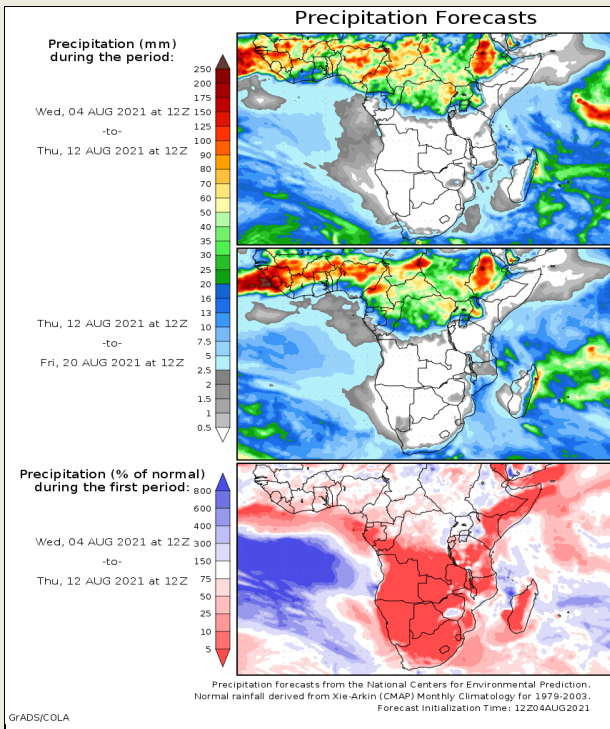 Precipitation Forecasts
Precipitation (mm)
during the period:
Wed, 04 AUG 2021 at 12Z
-to-
Thu, 12 AUG 2021 at 12Z
250
200
175
150
125
100
90
80
70
60
50
40
35
30
25
20
16
13
10
7.5
5
2.5
2
1.5
1
0.5
Thu, 12 AUG 2021 at 12Z
-to-
Fri, 20 AUG 2021 at 12Z
Precipitation (% of normal)
during the first period:
Wed, 04 AUG 2021 at 12Z
-to-
Thu, 12 AUG 2021 at 12Z
800
600
400
300
150
75
50
25
10
5
Precipitation forecasts from the National Centers for Environmental Prediction.
Normal rainfall derived from Xie-Arkin (CMAP) Monthly Climatology for 1979-2003.
Forecast Initialization Time: 12Z04AUG2021
GrADS/COLA